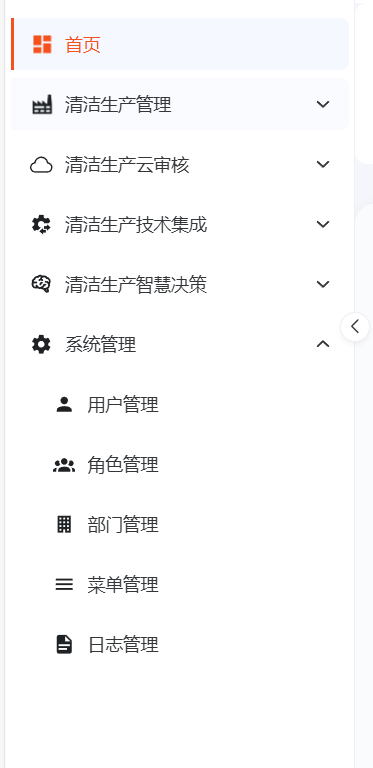 首页
清洁生产管理
清洁生产云审核
清洁生产技术集成
清洁生产智慧决策
系统管理
用户管理
角色管理
部门管理
菜单管理
日志管理